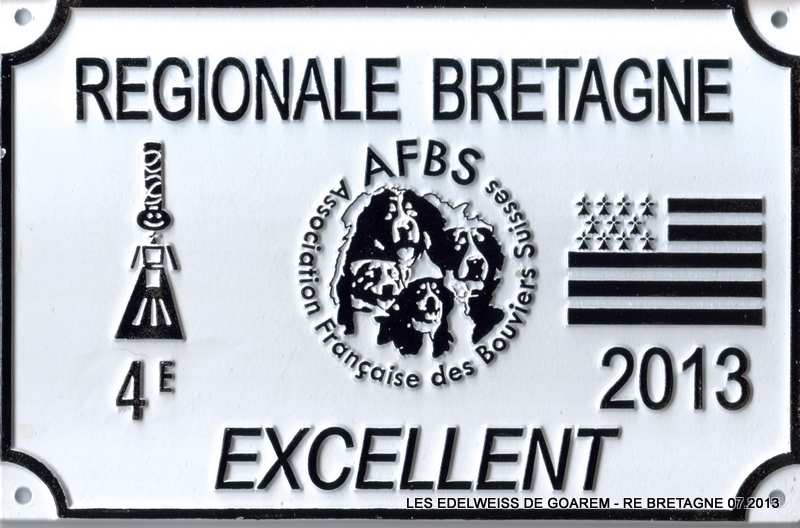 REGIONALE BRETAGNE
AFBS
Association Française des Bouviers Suisses
4E
2013
EXCELLENT
LES EDELWEISS DE GOAREM - RE BRETAGNE 07.2013